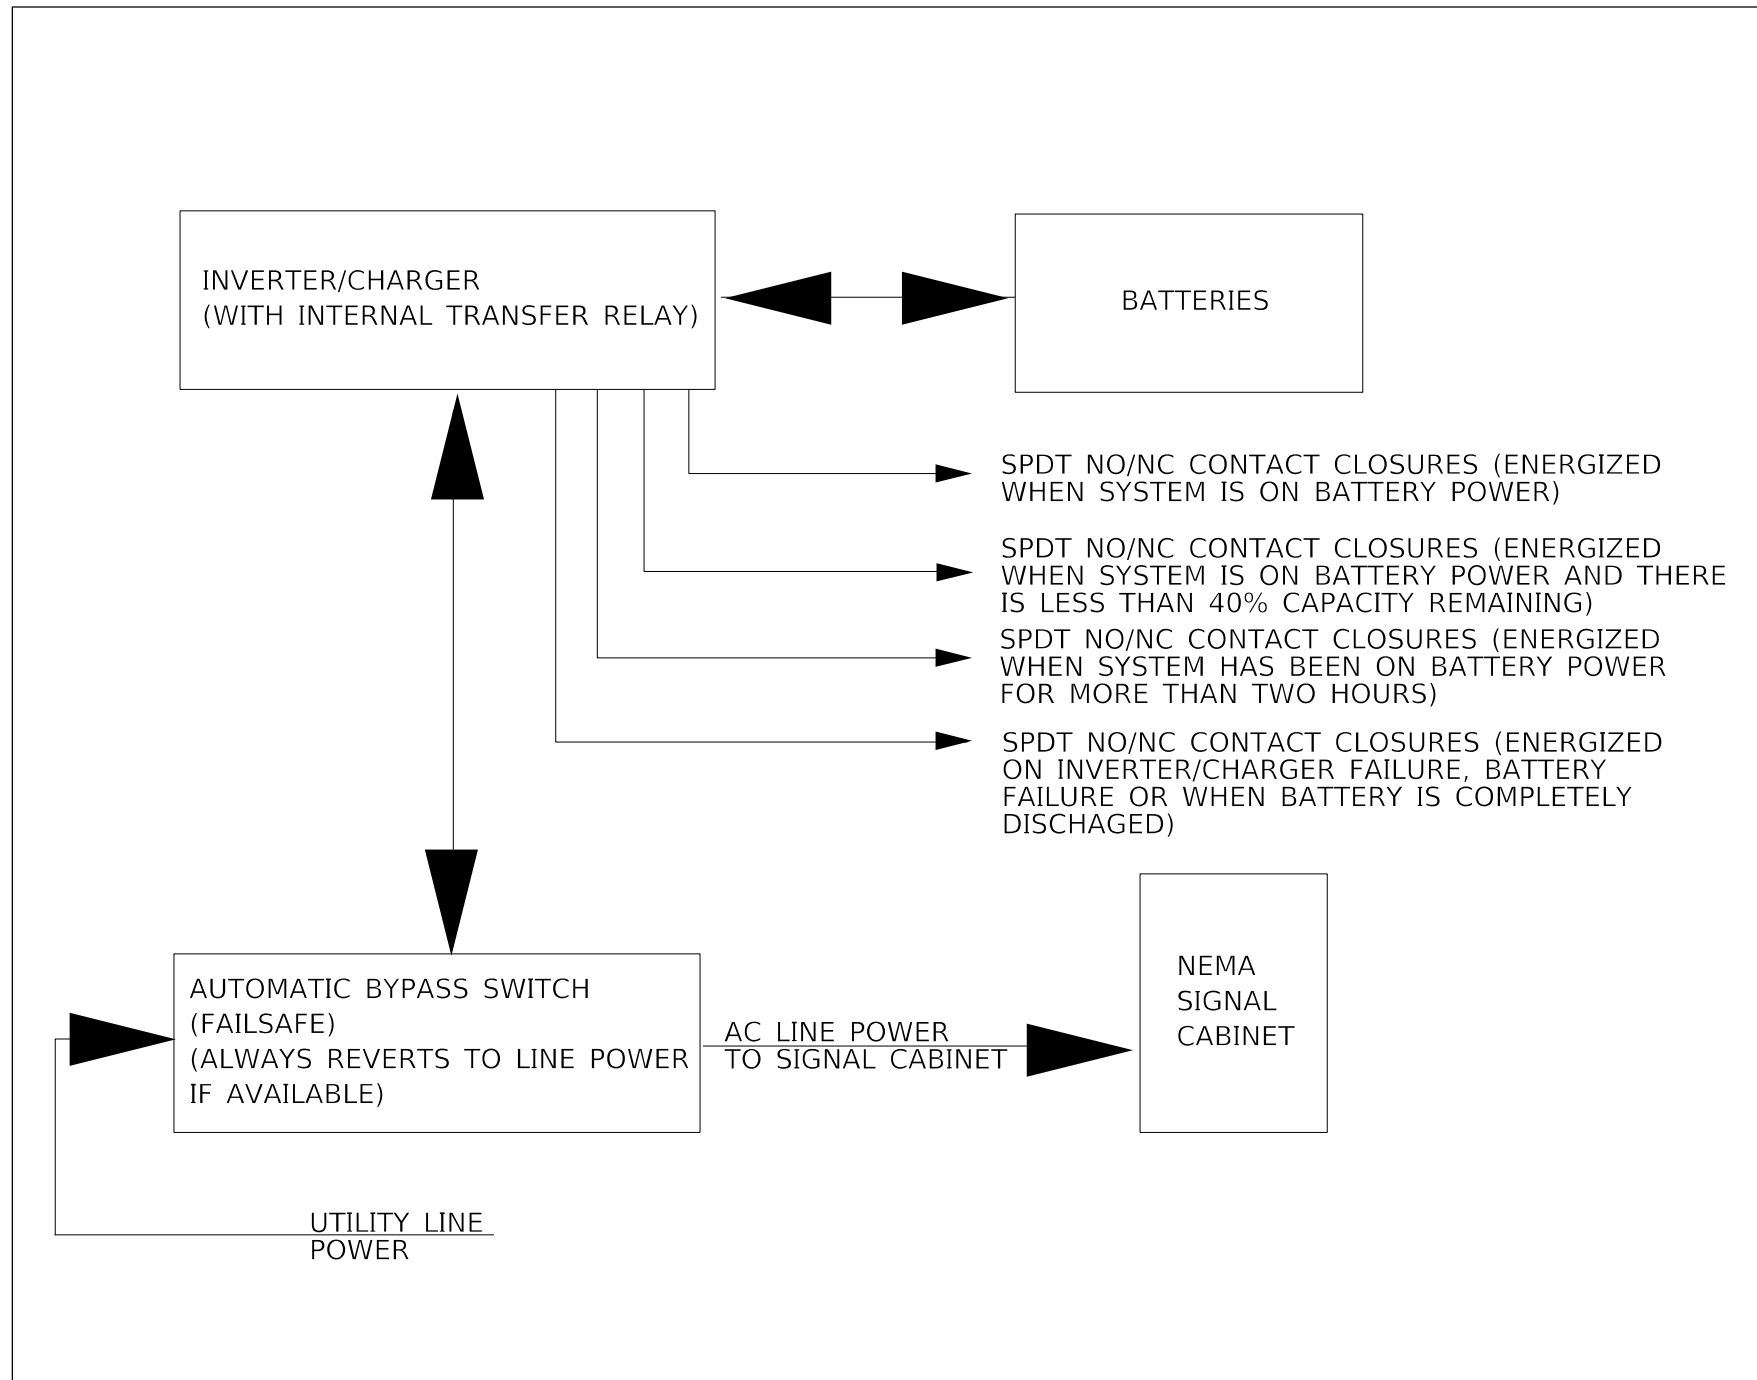 INVERTER/CHARGER
(WITH INTERNAL TRANSFER RELAY)
BATTERIES
SPDT NO/NC CONTACT CLOSURES (ENERGIZED
WHEN SYSTEM IS ON BATTERY POWER)
SPDT NO/NC CONTACT CLOSURES (ENERGIZED
WHEN SYSTEM IS ON BATTERY POWER AND THERE
IS LESS THAN 40% CAPACITY REMAINING)
SPDT NO/NC CONTACT CLOSURES (ENERGIZED
WHEN SYSTEM HAS BEEN ON BATTERY POWER
FOR MORE THAN TWO HOURS)
SPDT NO/NC CONTACT CLOSURES (ENERGIZED
ON INVERTER/CHARGER FAILURE, BATTERY
FAILURE OR WHEN BATTERY IS COMPLETELY
DISCHAGED)
AUTOMATIC BYPASS SWITCH
(FAILSAFE)
(ALWAYS REVERTS TO LINE POWER
IF AVAILABLE)
AC LINE POWER
TO SIGNAL CABINET
NEMA
SIGNAL
CABINET
UTILITY LINE
POWER